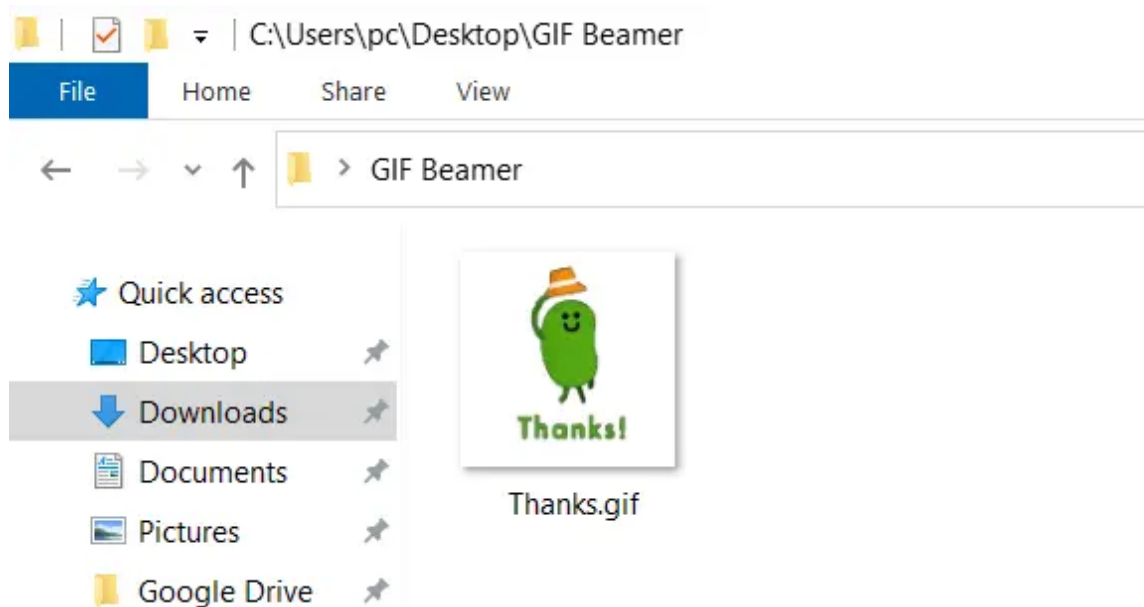 C:\Users\pc\Desktop\GIF Beamer
File Home Share View
GIF Beamer
Quick access
Desktop
Downloads
Documents
Pictures
Google Drive
Thanks!
Thanks.gif